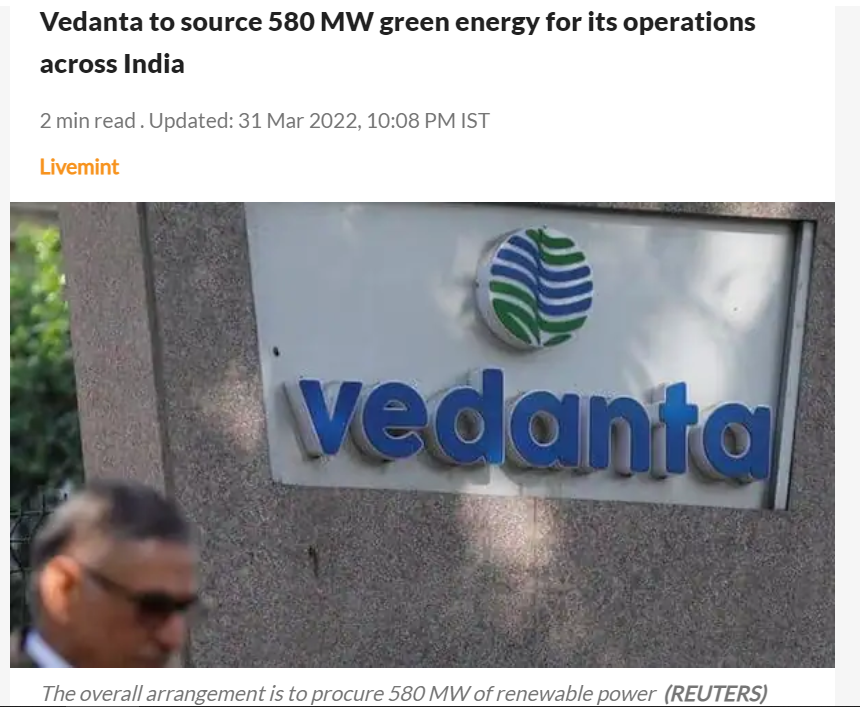 Vedanta to source 580 MW green energy for its operations
across India
2 min read . Updated: 31 Mar 2022, 10:08 PM IST
Livemint
vedanta
The overall arrangement is to procure 580 MW of renewable power (REUTERS)